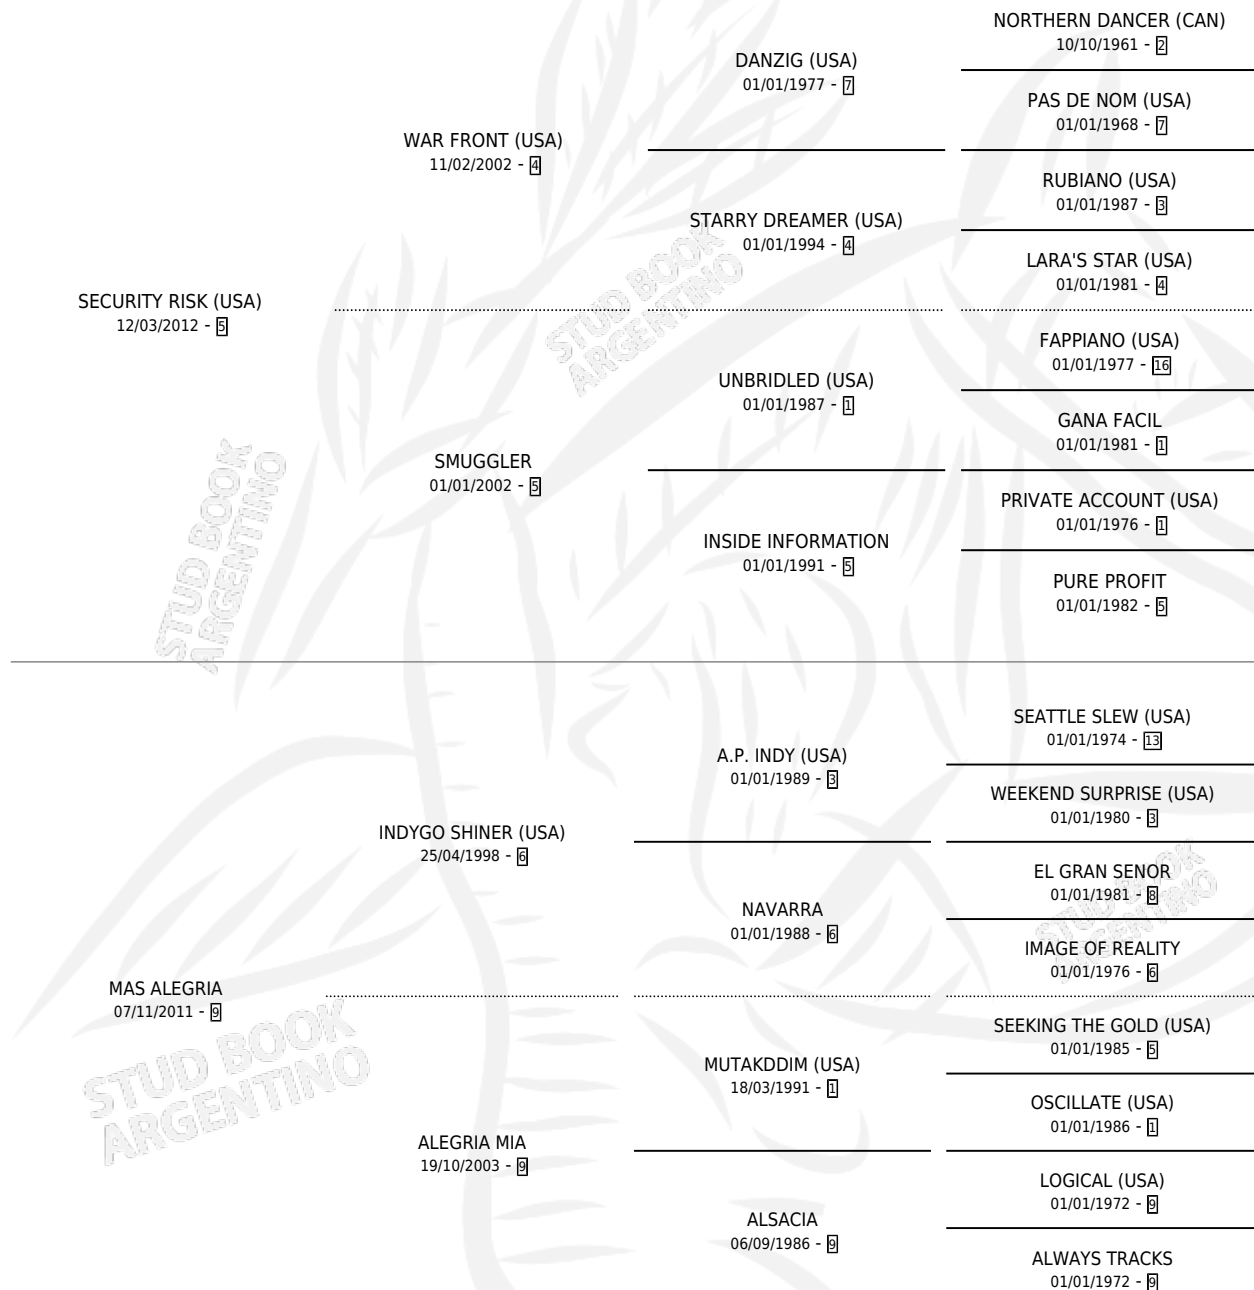 NORTHERN DANCER (CAN)
10/10/1961 - 2
DANZIG (USA)
01/01/1977 - 7
PAS DE NOM (USA)
01/01/1968 - 7
WAR FRONT (USA)
11/02/2002 - 4
RUBIANO (USA)
01/01/1987 - 3
STARRY DREAMER (USA)
01/01/1994 - 4
LARA'S STAR (USA)
01/01/1981 - 4
SECURITY RISK (USA)
12/03/2012 - 5
FAPPIANO (USA)
01/01/1977 - 16
UNBRIDLED (USA)
01/01/1987 - 1
GANA FACIL
01/01/1981 - 1
SMUGGLER
01/01/2002 - 5
PRIVATE ACCOUNT (USA)
01/01/1976 - 1
INSIDE INFORMATION
01/01/1991 - 5
PURE PROFIT
01/01/1982 - 5
SEATTLE SLEW (USA)
01/01/1974 - 13
A.P. INDY (USA)
01/01/1989 - 3
WEEKEND SURPRISE (USA)
01/01/1980 - 3
INDYGO SHINER (USA)
25/04/1998 - 6
EL GRAN SENOR
01/01/1981 - 8
NAVARRA
01/01/1988 - 6
IMAGE OF REALITY
01/01/1976 - 6
MAS ALEGRIA
07/11/2011 - 9
SEEKING THE GOLD (USA)
01/01/1985 - 5
MUTAKDDIM (USA)
18/03/1991 - 1
OSCILLATE (USA)
01/01/1986 - 1
ALEGRIA MIA
19/10/2003 - 9
LOGICAL (USA)
01/01/1972 - 9
ALSACIA
06/09/1986 - 9
ALWAYS TRACKS
01/01/1972 - 9
STUD BOOK
ARGENTINO
STUD BOOK
ARGENTINO
STUD BOOK
ARGENTINO
STUD BOOK
ARGENTINO